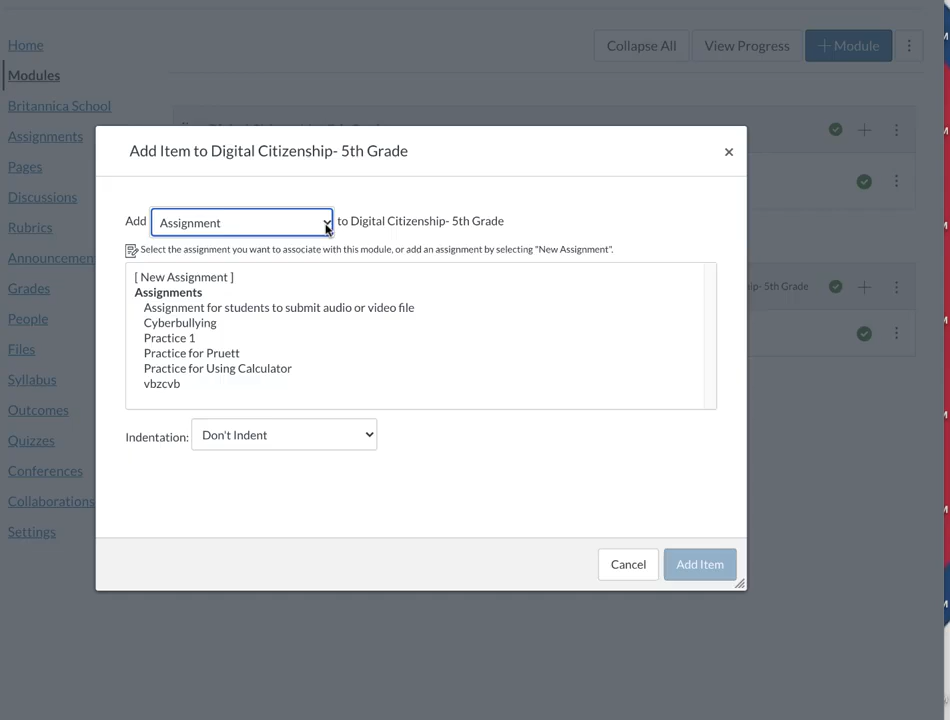 Home
Collapse All
View Progress
+ Module
Modules
Britannica School
Assignments
Add Item to Digital Citizenship- 5th Grade
×
Pages
Discussions
Add Assignment to Digital Citizenship- 5th Grade
Rubrics
Select the assignment you want to associate with this module, or add an assignment by selecting "New Assignment".
Announcemen
[ New Assignment ]
Grades
ip- 5th Grade
Assignments
Assignment for students to submit audio or video file
People
Cyberbullying
Practice 1
Files
Practice for Pruett
Practice for Using Calculator
Syllabus
vbzcvb
Outcomes
Quizzes
Indentation: Don't Indent
Conferences
Collaborations
Settings
Cancel
Add Item